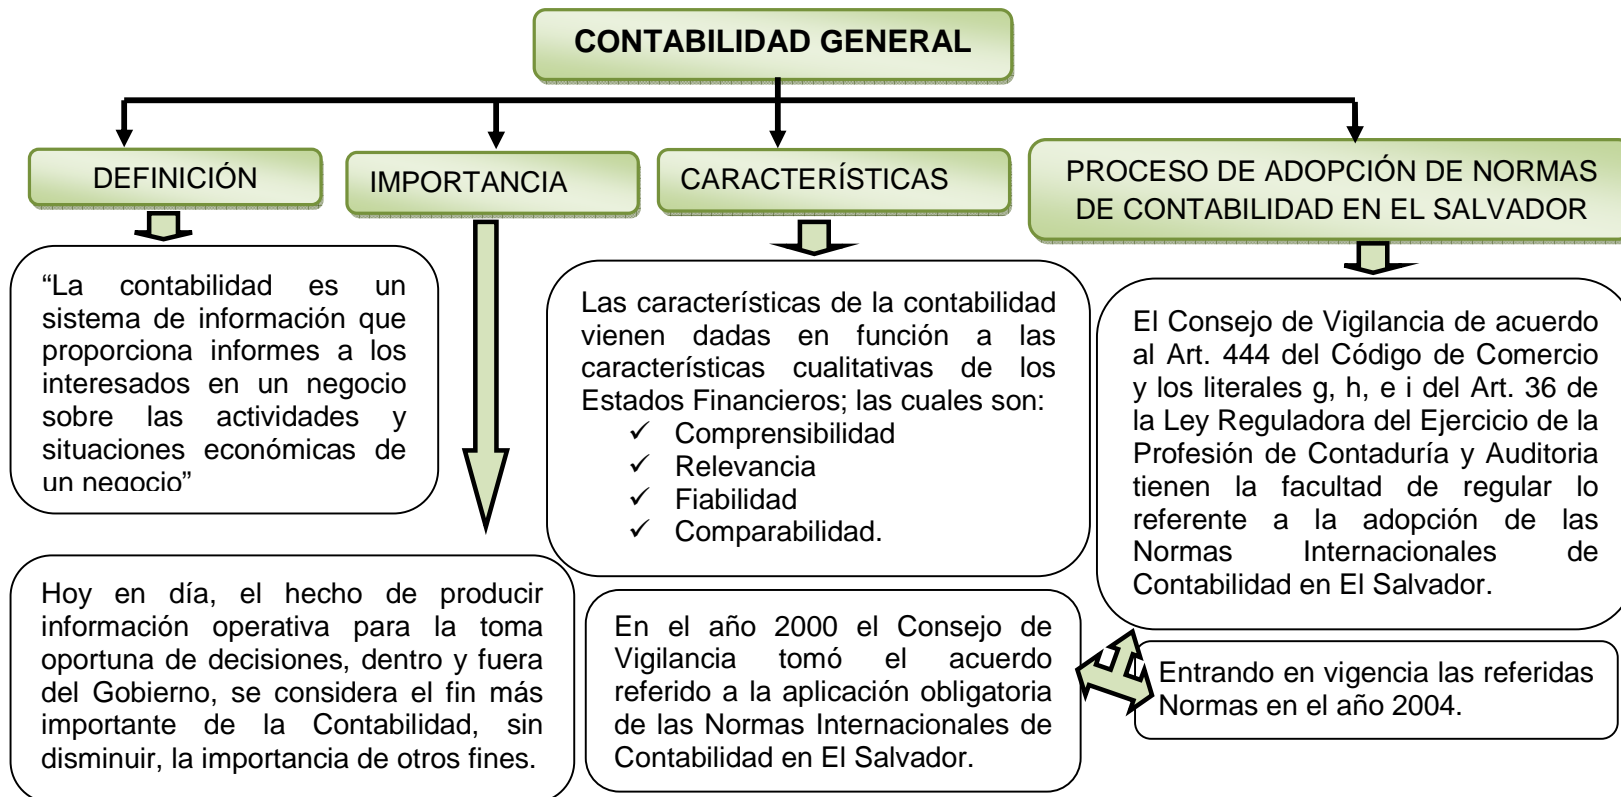 CONTABILIDAD GENERAL
DEFINICIÓN
IMPORTANCIA
CARACTERÍSTICAS
PROCESO DE ADOPCIÓN DE NORMAS
DE CONTABILIDAD EN EL SALVADOR
“La contabilidad es un
sistema de información que
proporciona informes a los
interesados en un negocio
sobre las actividades y
situaciones económicas de
un negocio”
Las características de la contabilidad
vienen dadas en función a las
características cualitativas de los
Estados Financieros; las cuales son:
✓ Comprensibilidad
✓ Relevancia
✓ Fiabilidad
✓ Comparabilidad.
El Consejo de Vigilancia de acuerdo
al Art. 444 del Código de Comercio
y los literales g, h, e i del Art. 36 de
la Ley Reguladora del Ejercicio de la
Profesión de Contaduría y Auditoria
tienen la facultad de regular lo
referente a la adopción de las
Normas Internacionales de
Contabilidad en El Salvador.
Hoy en día, el hecho de producir
información operativa para la toma
oportuna de decisiones, dentro y fuera
del Gobierno, se considera el fin más
importante de la Contabilidad, sin
disminuir, la importancia de otros fines.
En el año 2000 el Consejo de
Vigilancia tomó el acuerdo
referido a la aplicación obligatoria
de las Normas Internacionales de
Contabilidad en El Salvador.
Entrando en vigencia las referidas
Normas en el año 2004.